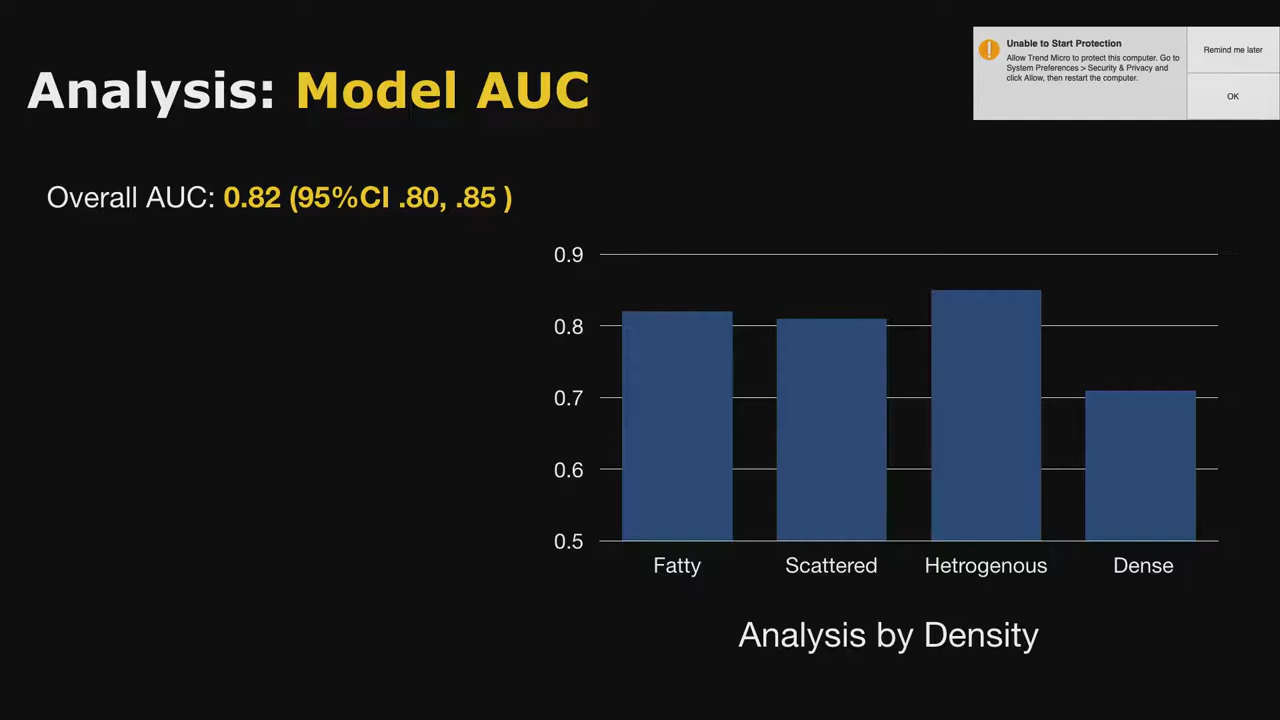 Unable to Start Protection
Allow Trend Micro to protect this computer. Go to
System Preferences > Security & Privacy and
click Allow, then restart the computer.
Remind me later
OK
Analysis: Model AUC
Overall AUC: 0.82 (95%CI .80, .85 )
0.9
0.8
0.7
0.6
0.5
Fatty Scattered Hetrogenous Dense
Analysis by Density